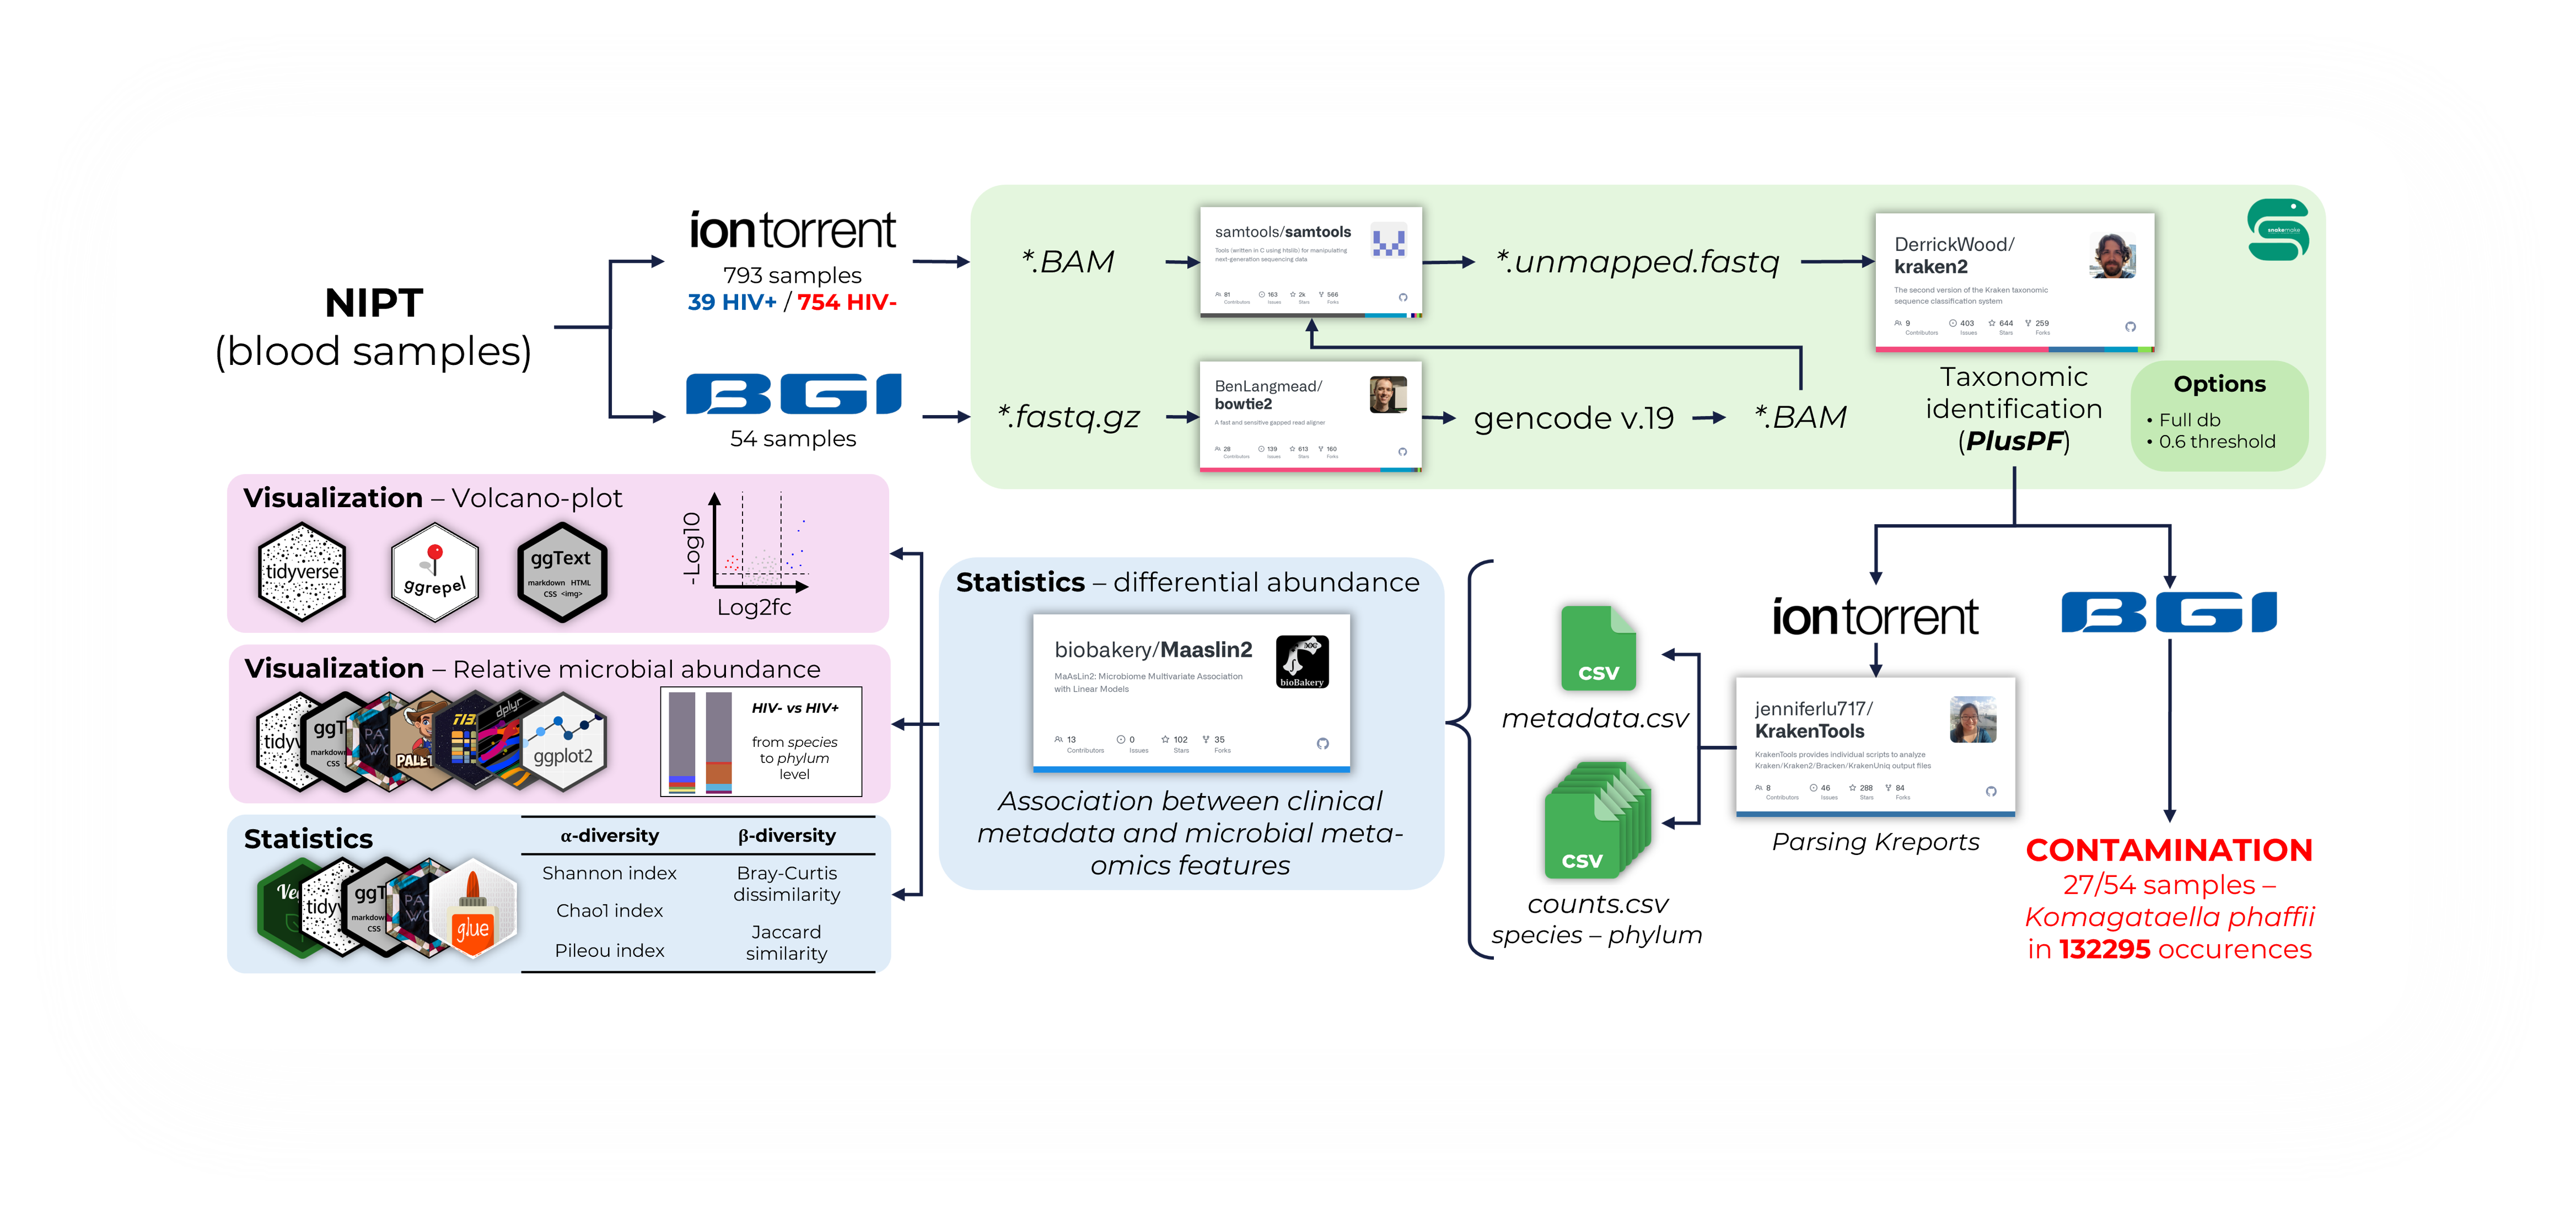 NIPT
(blood samples)
iontorrent
793 samples
39 HIV+ / 754 HIV-
BGI
54 samples
*.BAM
samtools/samtools
Tools (written in C using htslib) for manipulating
next-generation sequencing data
81
Contributors
163
Issues
2k
Stars
566
Forks
*.unmapped.fastq
DerrickWood/
kraken2
The second version of the Kraken taxonomic
sequence classification system
9
Contributors
403
Issues
644
Stars
259
Forks
snakemake
*.fastq.gz
BenLangmead/
bowtie2
A fast and sensitive gapped read aligner
28
Contributors
139
Issues
613
Stars
160
Forks
gencode v.19
*.BAM
Taxonomic
identification
(PlusPF)
Options
• Full db
• 0.6 threshold
Visualization – Volcano-plot
tidyverse
ggrepel
ggText
markdown HTML
CSS <img>
-Log10
Log2fc
Visualization – Relative microbial abundance
tidyv
ggT
markdow
CSS
PALET
dplyr
ggplot2
HIV- vs HIV+
from species
to phylum
level
Statistics
Ve
tidy
ggT
markdow
CSS
glue
α-diversity
β-diversity
Shannon index
Bray-Curtis
dissimilarity
Chao1 index
Pileou index
Jaccard
similarity
Statistics – differential abundance
biobakery/Maaslin2
MaAsLin2: Microbiome Multivariate Association
with Linear Models
bioBakery
13
Contributors
0
Issues
102
Stars
35
Forks
Association between clinical
metadata and microbial meta-
omics features
CSV
metadata.csv
CSV
counts.csv
species – phylum
iontorrent
jenniferlu717/
KrakenTools
KrakenTools provides individual scripts to analyze
Kraken/Kraken2/Bracken/KrakenUniq output files
8
Contributors
46
Issues
288
Stars
84
Forks
Parsing Kreports
BGI
CONTAMINATION
27/54 samples –
Komagataella phaffii
in 132295 occurences